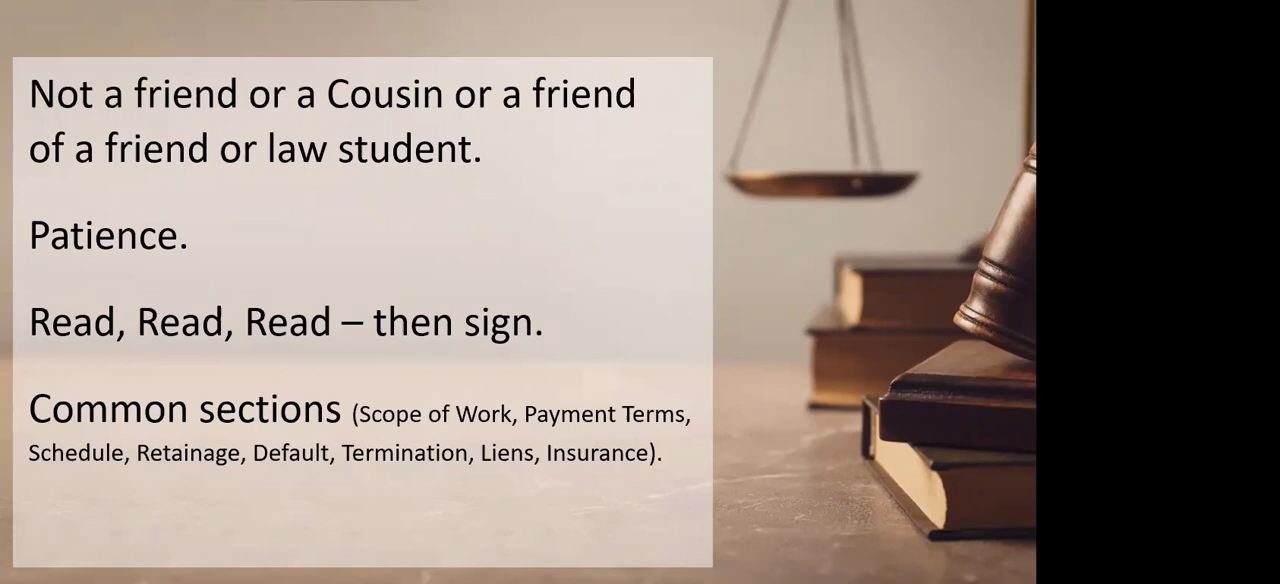 Not a friend or a Cousin or a friend
of a friend or law student.
Patience.
Read, Read, Read – then sign.
Common sections (Scope of Work, Payment Terms,
Schedule, Retainage, Default, Termination, Liens, Insurance).